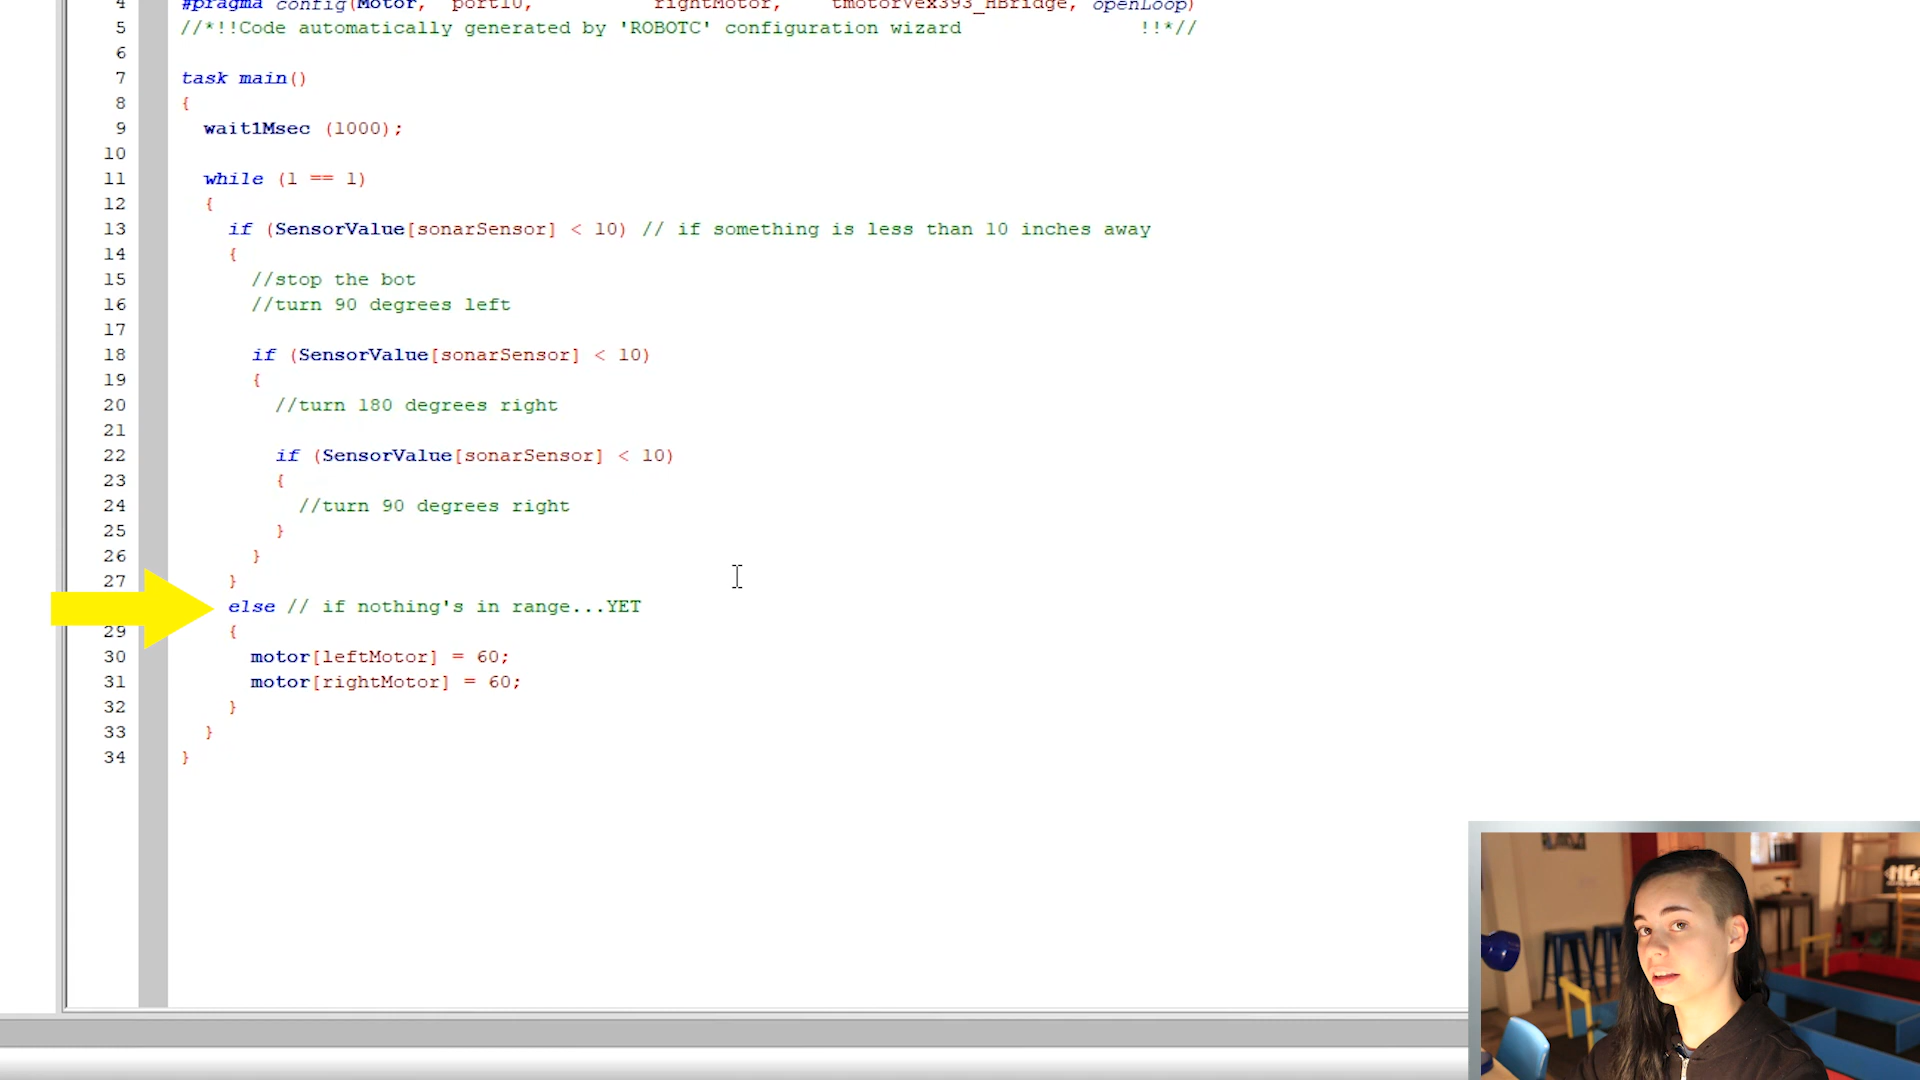 4 #pragma config(Motor, port10, rightMotor, tmotorVex393_HBridge, openLoop)
5 //*!!Code automatically generated by 'ROBOTC' configuration wizard !!*//
6
7 task main()
8 {
9 wait1Msec (1000);
10
11 while (1 == 1)
12 {
13 if (SensorValue[sonarSensor] < 10) // if something is less than 10 inches away
14 {
15 //stop the bot
16 //turn 90 degrees left
17
18 if (SensorValue[sonarSensor] < 10)
19 {
20 //turn 180 degrees right
21
22 if (SensorValue[sonarSensor] < 10)
23 {
24 //turn 90 degrees right
25 }
26 }
27 }
else // if nothing's in range...YET
29 {
30 motor[leftMotor] = 60;
31 motor[rightMotor] = 60;
32 }
33 }
34 }